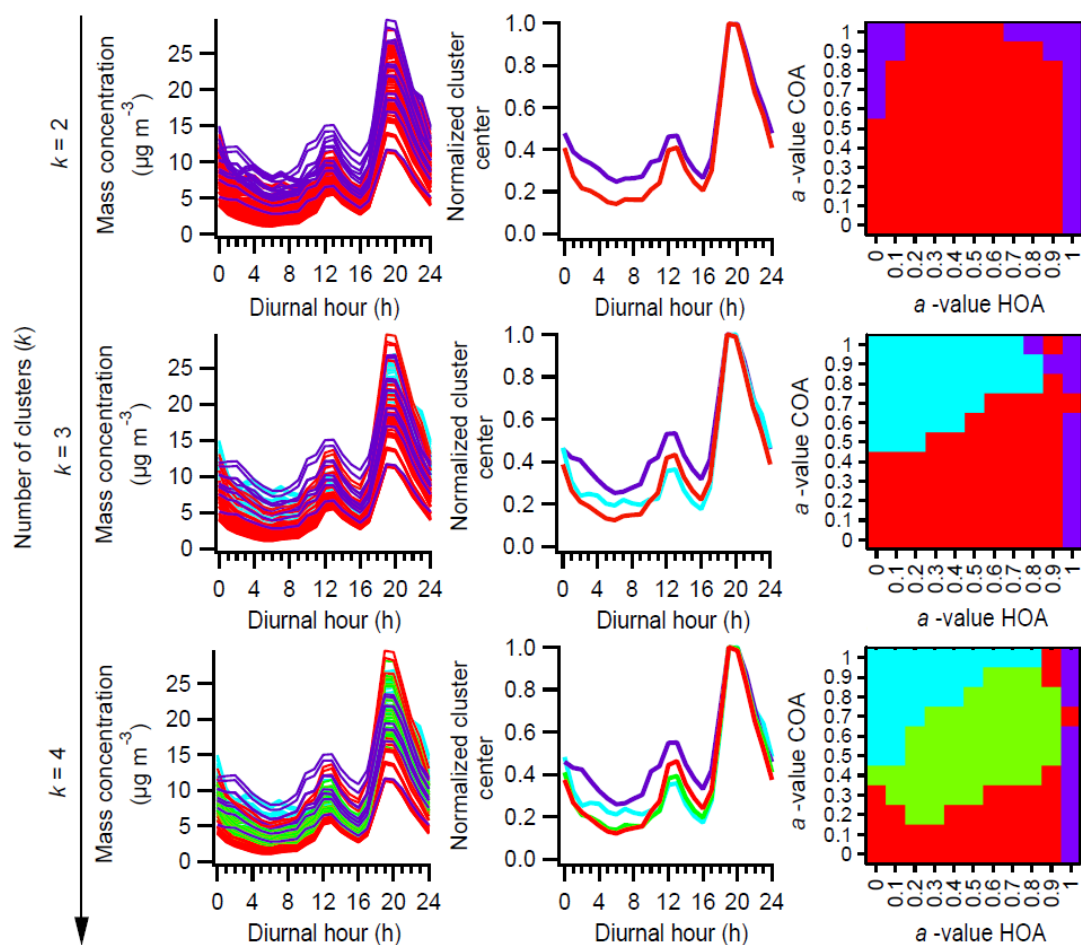 Number of clusters (k)
k = 2
Mass concentration
(µg m⁻³)
25
20
15
10
5
0
0 4 8 12 16 20 24
Diurnal hour (h)
Normalized cluster
center
1.0
0.8
0.6
0.4
0.2
0.0
0 4 8 12 16 20 24
Diurnal hour (h)
a -value COA
1
0.9
0.8
0.7
0.6
0.5
0.4
0.3
0.2
0.1
0
0 0.1 0.2 0.3 0.4 0.5 0.6 0.7 0.8 0.9 1
a -value HOA
k = 3
Mass concentration
(µg m⁻³)
25
20
15
10
5
0
0 4 8 12 16 20 24
Diurnal hour (h)
Normalized cluster
center
1.0
0.8
0.6
0.4
0.2
0.0
0 4 8 12 16 20 24
Diurnal hour (h)
a -value COA
1
0.9
0.8
0.7
0.6
0.5
0.4
0.3
0.2
0.1
0
0 0.1 0.2 0.3 0.4 0.5 0.6 0.7 0.8 0.9 1
a -value HOA
k = 4
Mass concentration
(µg m⁻³)
25
20
15
10
5
0
0 4 8 12 16 20 24
Diurnal hour (h)
Normalized cluster
center
1.0
0.8
0.6
0.4
0.2
0.0
0 4 8 12 16 20 24
Diurnal hour (h)
a -value COA
1
0.9
0.8
0.7
0.6
0.5
0.4
0.3
0.2
0.1
0
0 0.1 0.2 0.3 0.4 0.5 0.6 0.7 0.8 0.9 1
a -value HOA